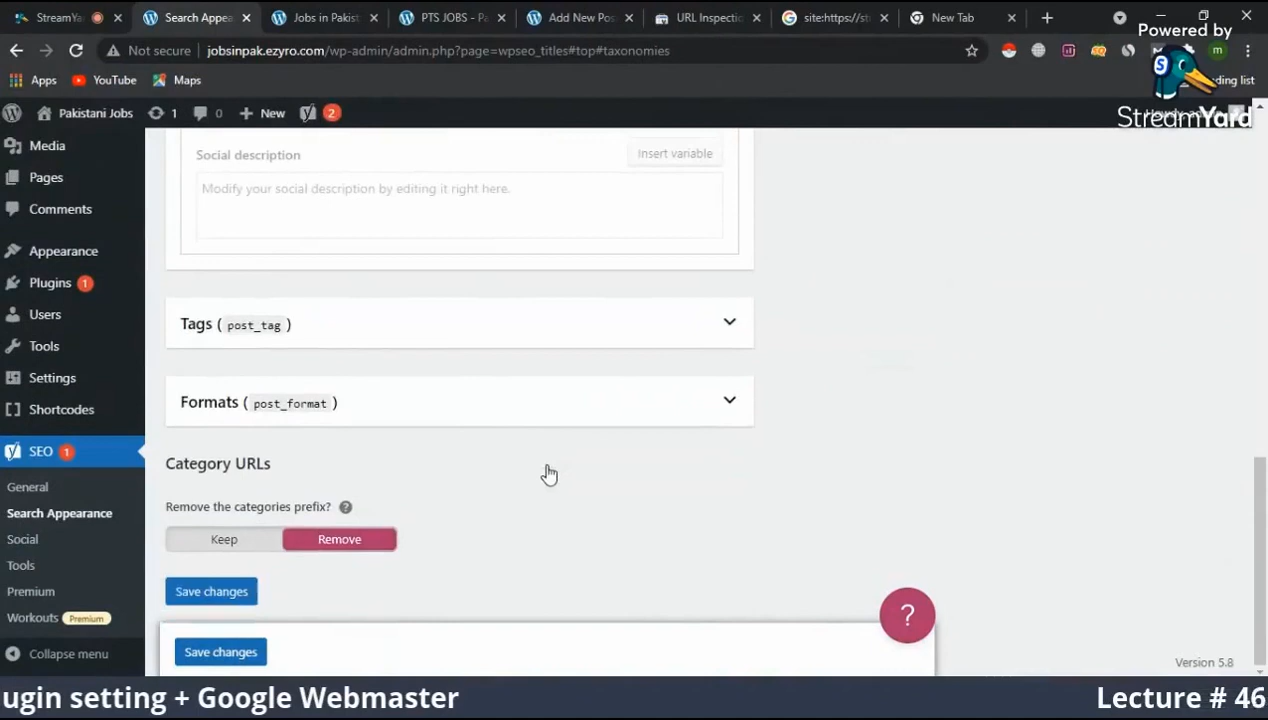 StreamYa
Search Appea
Jobs in Pakist
PTS JOBS - Pa
Add New Pos
URL Inspectio
site:https://st
New Tab
Powered by
Not secure
jobsinpak.ezyro.com/wp-admin/admin.php?page=wpseo_titles#top#taxonomies
m
Apps
YouTube
Maps
ding list
StreamYard
Pakistani Jobs
1
0
New
2
Media
Pages
Comments
Appearance
Plugins 1
Users
Tools
Settings
Shortcodes
SEO 1
General
Search Appearance
Social
Tools
Premium
Workouts Premium
Collapse menu
Social description
Insert variable
Modify your social description by editing it right here.
Tags ( post_tag )
Formats ( post_format )
Category URLs
Remove the categories prefix? ?
Keep
Remove
Save changes
?
Save changes
Version 5.8
ugin setting + Google Webmaster
Lecture # 46